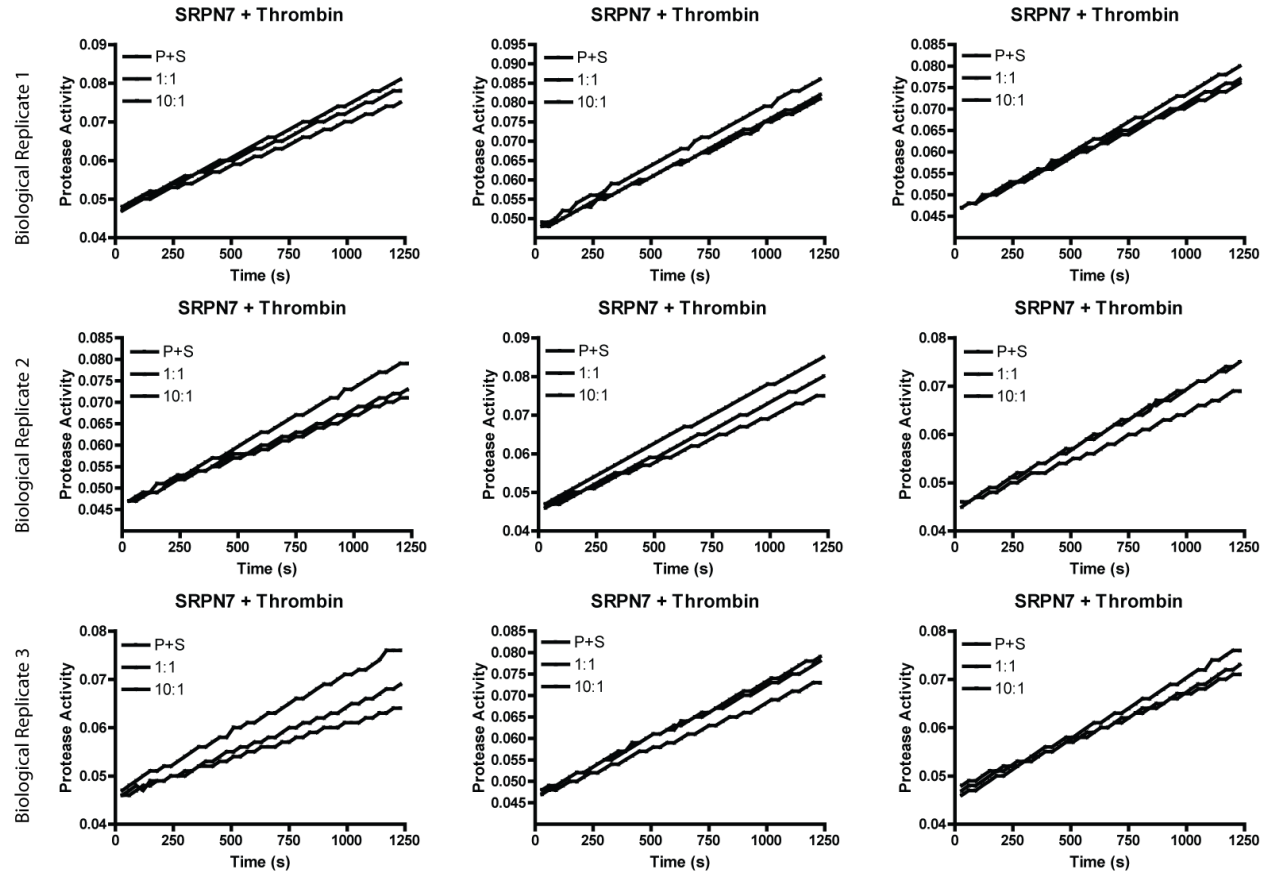 SRPN7 + Thrombin
SRPN7 + Thrombin
SRPN7 + Thrombin
Biological Replicate 1
Protease Activity
0.09
0.08
0.07
0.06
0.05
0.04
P+S
1:1
10:1
0 250 500 750 1000 1250
Time (s)
Protease Activity
0.095
0.090
0.085
0.080
0.075
0.070
0.065
0.060
0.055
0.050
P+S
1:1
10:1
0 250 500 750 1000 1250
Time (s)
Protease Activity
0.085
0.080
0.075
0.070
0.065
0.060
0.055
0.050
0.045
P+S
1:1
10:1
0 250 500 750 1000 1250
Time (s)
SRPN7 + Thrombin
SRPN7 + Thrombin
SRPN7 + Thrombin
Biological Replicate 2
Protease Activity
0.085
0.080
0.075
0.070
0.065
0.060
0.055
0.050
0.045
P+S
1:1
10:1
0 250 500 750 1000 1250
Time (s)
Protease Activity
0.09
0.08
0.07
0.06
0.05
0.04
P+S
1:1
10:1
0 250 500 750 1000 1250
Time (s)
Protease Activity
0.08
0.07
0.06
0.05
0.04
P+S
1:1
10:1
0 250 500 750 1000 1250
Time (s)
SRPN7 + Thrombin
SRPN7 + Thrombin
SRPN7 + Thrombin
Biological Replicate 3
Protease Activity
0.08
0.07
0.06
0.05
0.04
P+S
1:1
10:1
0 250 500 750 1000 1250
Time (s)
Protease Activity
0.085
0.080
0.075
0.070
0.065
0.060
0.055
0.050
0.045
P+S
1:1
10:1
0 250 500 750 1000 1250
Time (s)
Protease Activity
0.08
0.07
0.06
0.05
0.04
P+S
1:1
10:1
0 250 500 750 1000 1250
Time (s)